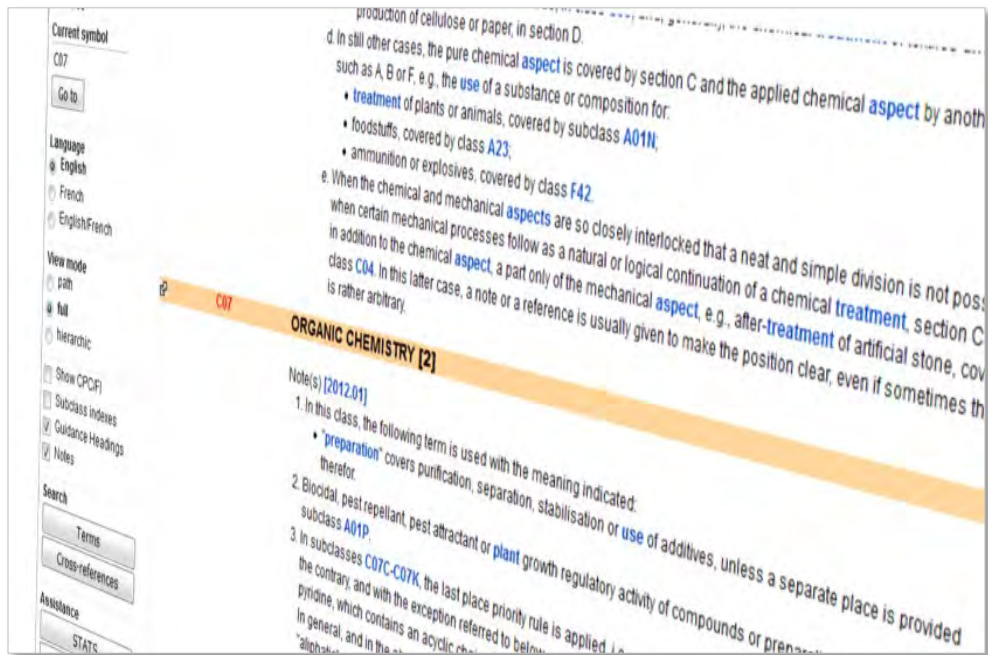 Current symbol
C07
Go to
Language
English
French
English/French
View mode
path
full
hierarchic
Show CPC(F)
Subclass indexes
Guidance Headings
Notes
Search
Terms
Cross-references
Assistance
STATS
production of cellulose or paper, in section D.
d. In still other cases, the pure chemical aspect is covered by section C and the applied chemical aspect by anoth
such as A, B or F, e.g., the use of a substance or composition for:
• treatment of plants or animals, covered by subclass A01N;
• foodstuffs, covered by class A23;
• ammunition or explosives, covered by class F42.
e. When the chemical and mechanical aspects are so closely interlocked that a neat and simple division is not poss
when certain mechanical processes follow as a natural or logical continuation of a chemical treatment, section C
in addition to the chemical aspect, a part only of the mechanical aspect, e.g., after-treatment of artificial stone, cov
class C04. In this latter case, a note or a reference is usually given to make the position clear, even if sometimes th
is rather arbitrary.
C07 ORGANIC CHEMISTRY [2]
Note(s) [2012.01]
1. In this class, the following term is used with the meaning indicated:
• "preparation" covers purification, separation, stabilisation or use of additives, unless a separate place is provided
therefor.
2. Biocidal, pest repellant, pest attractant or plant growth regulatory activity of compounds or
subclass A01P.
3. In subclasses C07C-C07K, the last place priority rule is applied, i.e.
the contrary, and with the exception referred to below
pyridine, which contains an acyclic
In general, and in the